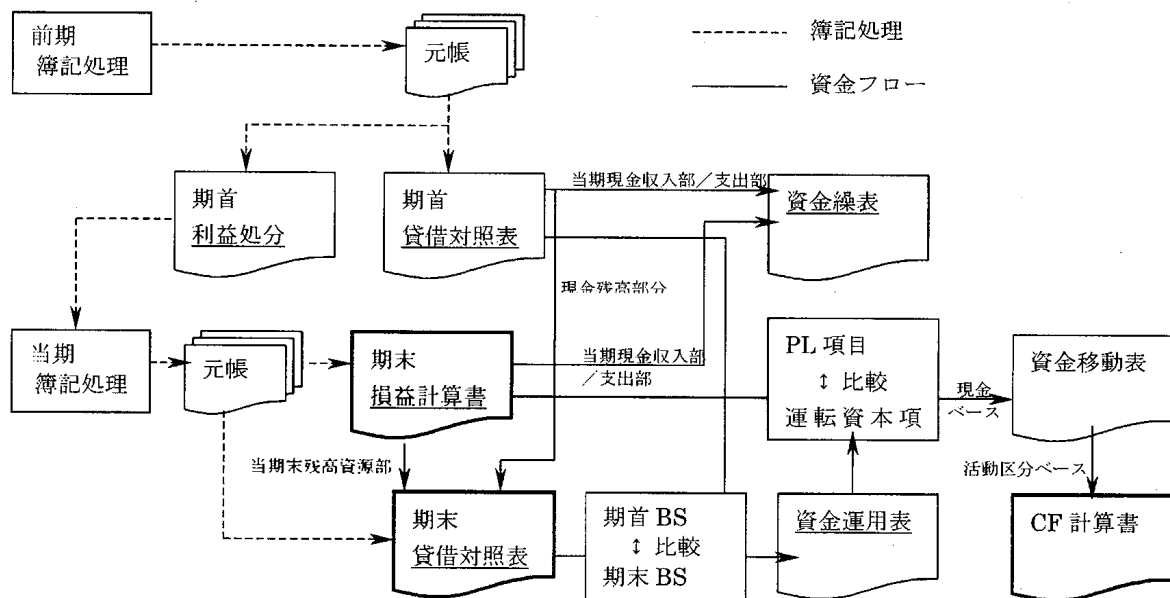 前期
簿記処理
元帳
簿記処理
資金フロー
期首
利益処分
期首
貸借対照表
当期現金収入部／支出部
資金繰表
現金残高部分
当期
簿記処理
元帳
期末
損益計算書
当期現金収入部
／支出部
PL 項目
↕ 比較
運転資本項
現金
ベース
資金移動表
当期末残高資源部
活動区分ベース
期末
貸借対照表
期首 BS
↕ 比較
期末 BS
資金運用表
CF 計算書